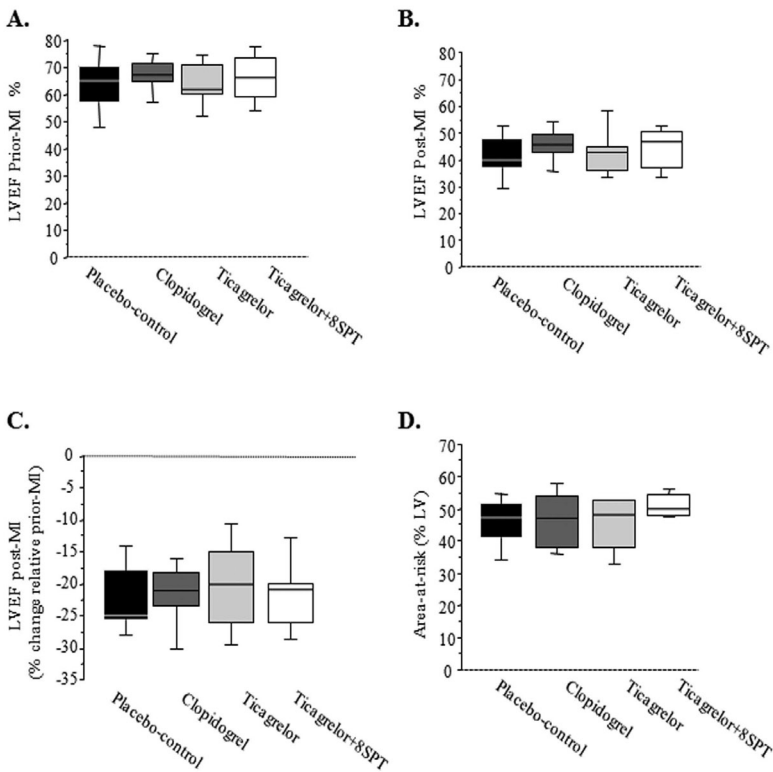 A.
LVEF Prior-MI %
80
70
60
50
40
30
20
10
0
Placebo-control
Clopidogrel
Ticagrelor
Ticagrelor+8SPT
B.
LVEF Post-MI %
80
70
60
50
40
30
20
10
0
Placebo-control
Clopidogrel
Ticagrelor
Ticagrelor+8SPT
C.
LVEF post-MI
(% change relative prior-MI)
0
-5
-10
-15
-20
-25
-30
-35
Placebo-control
Clopidogrel
Ticagrelor
Ticagrelor+8SPT
D.
Area-at-risk (% LV)
70
60
50
40
30
20
10
0
Placebo-control
Clopidogrel
Ticagrelor
Ticagrelor+8SPT